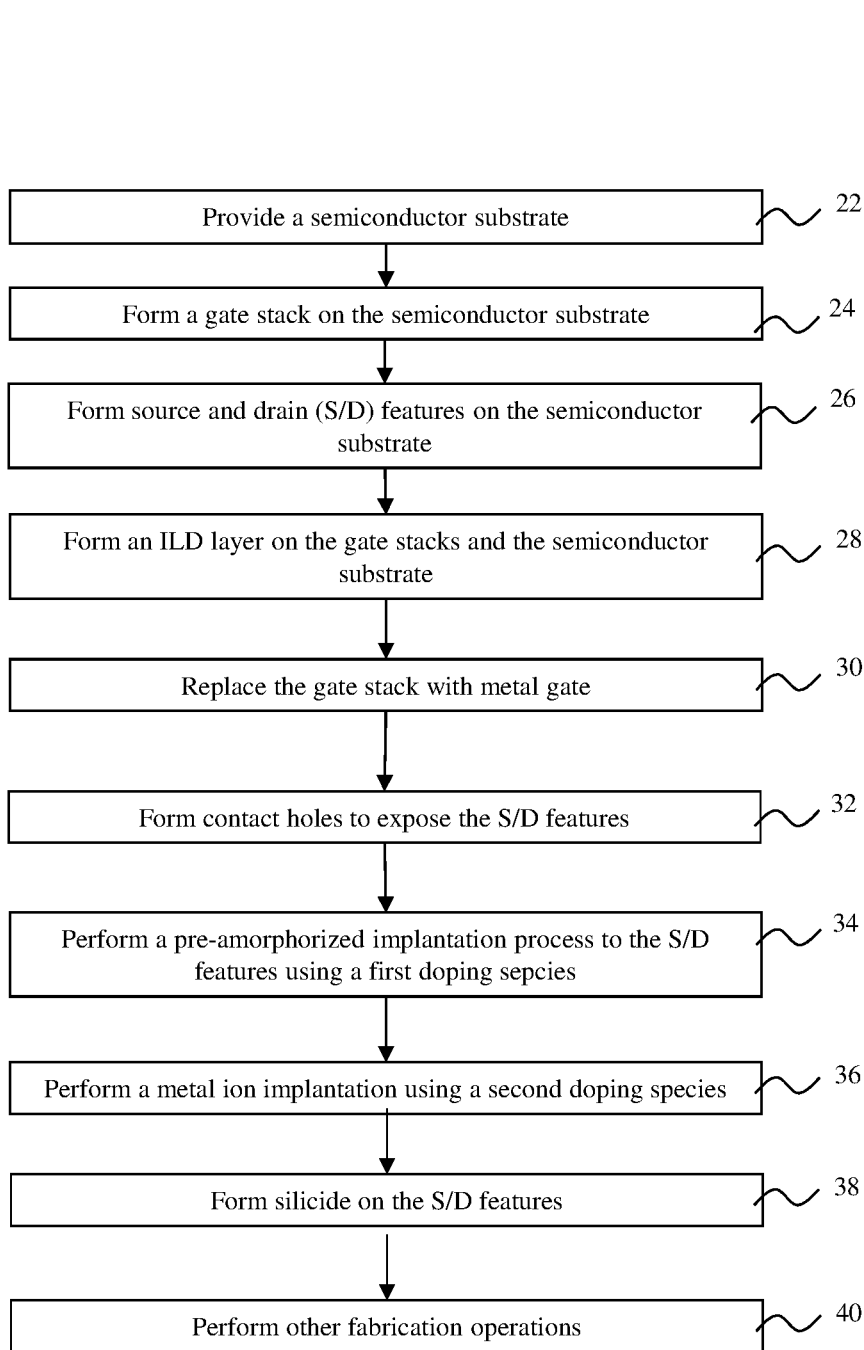 Provide a semiconductor substrate
22
Form a gate stack on the semiconductor substrate
24
Form source and drain (S/D) features on the semiconductor
substrate
26
Form an ILD layer on the gate stacks and the semiconductor
substrate
28
Replace the gate stack with metal gate
30
Form contact holes to expose the S/D features
32
Perform a pre-amorphorized implantation process to the S/D
features using a first doping sepcies
34
Perform a metal ion implantation using a second doping species
36
Form silicide on the S/D features
38
Perform other fabrication operations
40